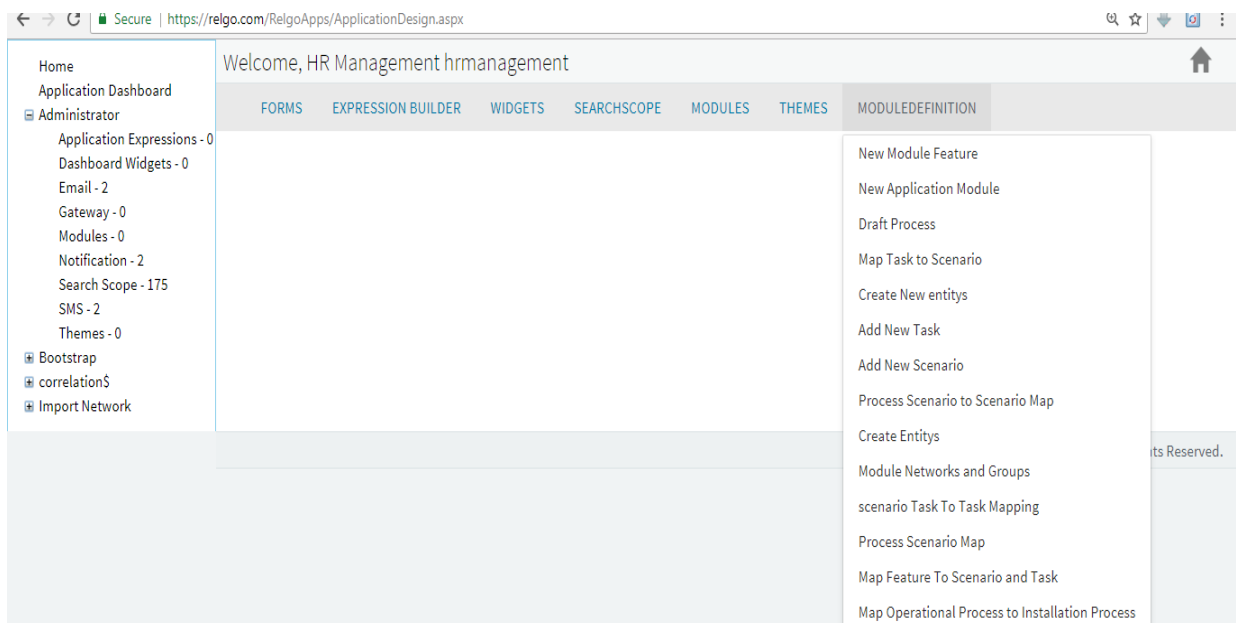 Secure | https://relgo.com/RelgoApps/ApplicationDesign.aspx
Home
Application Dashboard
Administrator
Application Expressions - 0
Dashboard Widgets - 0
Email - 2
Gateway - 0
Modules - 0
Notification - 2
Search Scope - 175
SMS - 2
Themes - 0
Bootstrap
correlation$
Import Network
Welcome, HR Management hrmanagement
FORMS EXPRESSION BUILDER WIDGETS SEARCHSCOPE MODULES THEMES MODULEDEFINITION
New Module Feature
New Application Module
Draft Process
Map Task to Scenario
Create New entitys
Add New Task
Add New Scenario
Process Scenario to Scenario Map
Create Entitys
Module Networks and Groups
scenario Task To Task Mapping
Process Scenario Map
Map Feature To Scenario and Task
Map Operational Process to Installation Process
Reserved.